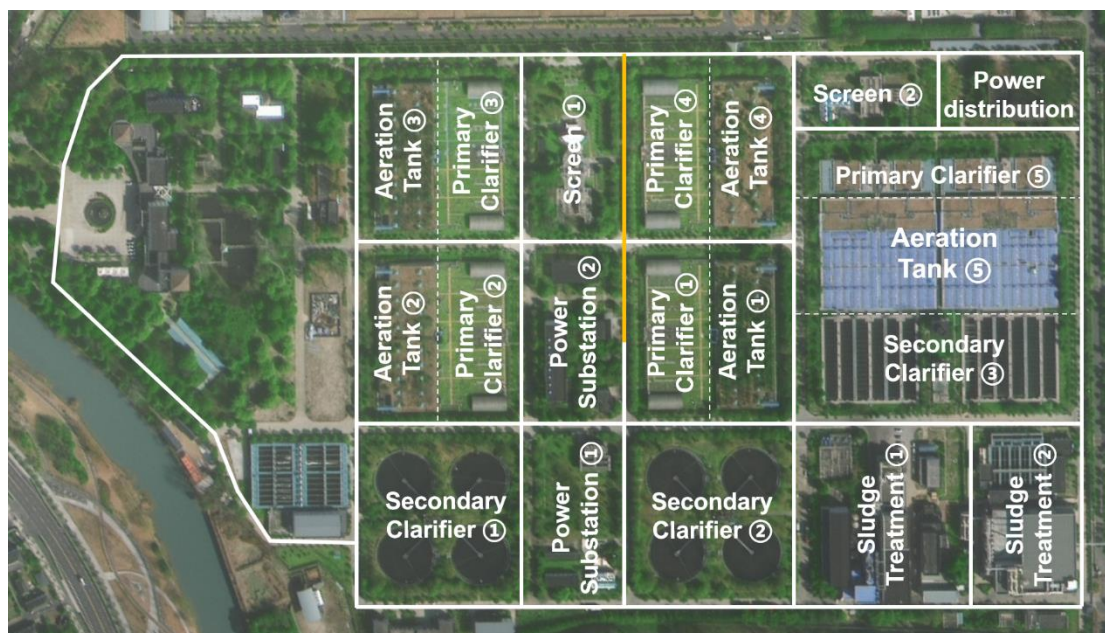 Aeration
Tank ③
Primary
Clarifier ③
Screen ①
Primary
Clarifier ④
Aeration
Tank ④
Screen ②
Power
distribution
Primary Clarifier ⑤
Aeration
Tank ⑤
Secondary
Clarifier ③
Aeration
Tank ②
Primary
Clarifier ②
Power
Substation ②
Primary
Clarifier ①
Aeration
Tank ①
Secondary
Clarifier ①
Power
Substation ①
Secondary
Clarifier ②
Sludge
Treatment ①
Sludge
Treatment ②